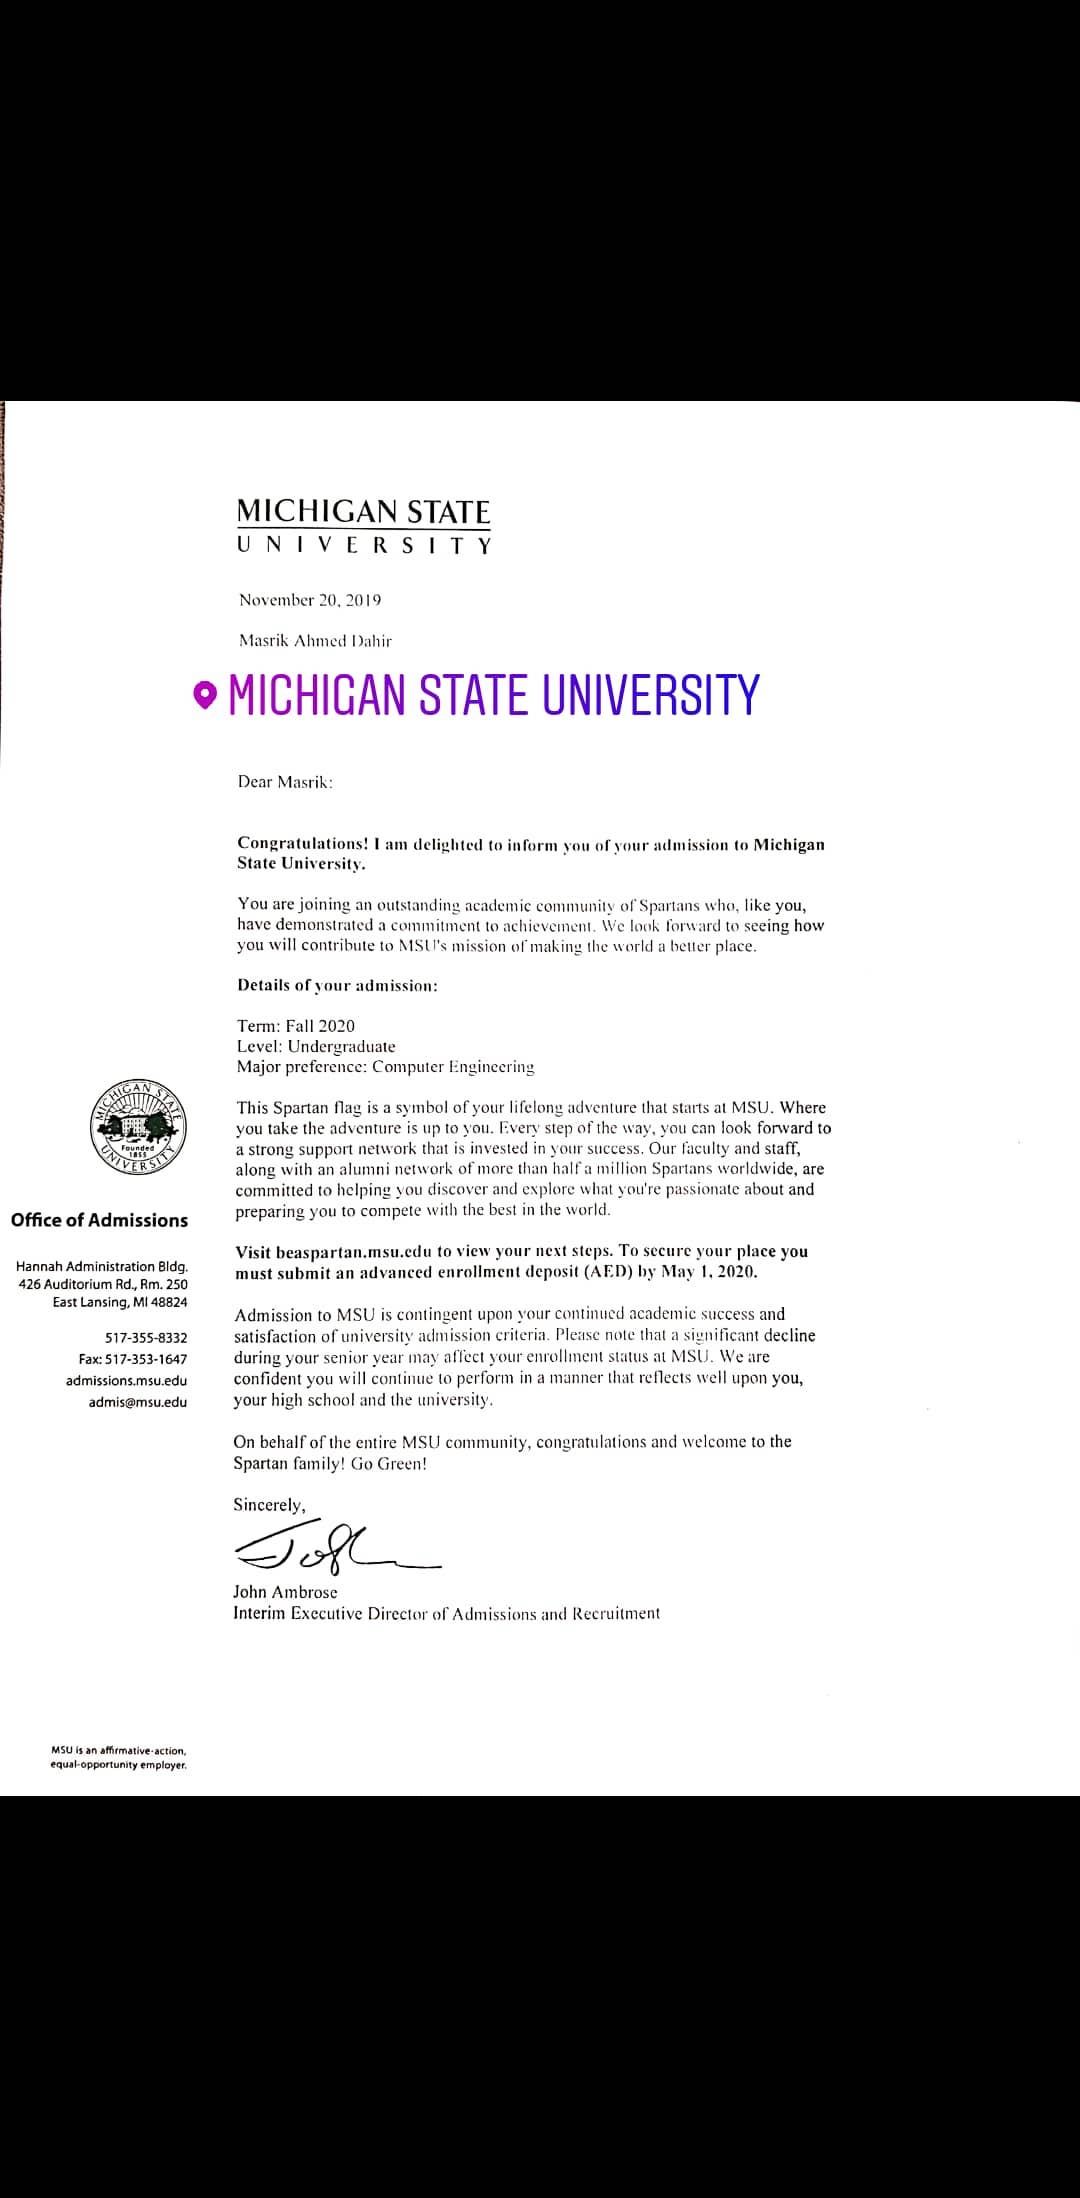 MICHIGAN STATE
UNIVERSITY
November 20, 2019
Masrik Ahmed Dahir
MICHIGAN STATE UNIVERSITY
Dear Masrik:
Congratulations! I am delighted to inform you of your admission to Michigan
State University.
You are joining an outstanding academic community of Spartans who, like you,
have demonstrated a commitment to achievement. We look forward to seeing how
you will contribute to MSU's mission of making the world a better place.
Details of your admission:
Term: Fall 2020
Level: Undergraduate
Major preference: Computer Engineering
This Spartan flag is a symbol of your lifelong adventure that starts at MSU. Where
you take the adventure is up to you. Every step of the way, you can look forward to
a strong support network that is invested in your success. Our faculty and staff,
along with an alumni network of more than half a million Spartans worldwide, are
committed to helping you discover and explore what you're passionate about and
preparing you to compete with the best in the world.
Visit beaspartan.msu.edu to view your next steps. To secure your place you
must submit an advanced enrollment deposit (AED) by May 1, 2020.
Admission to MSU is contingent upon your continued academic success and
satisfaction of university admission criteria. Please note that a significant decline
during your senior year may affect your enrollment status at MSU. We are
confident you will continue to perform in a manner that reflects well upon you,
your high school and the university.
On behalf of the entire MSU community, congratulations and welcome to the
Spartan family! Go Green!
Sincerely,
John Ambrose
Interim Executive Director of Admissions and Recruitment
MICHIGAN STATE
UNIVERSITY
Founded
1855
Office of Admissions
Hannah Administration Bldg.
426 Auditorium Rd., Rm. 250
East Lansing, MI 48824
517-355-8332
Fax: 517-353-1647
admissions.msu.edu
admis@msu.edu
MSU is an affirmative-action,
equal-opportunity employer.